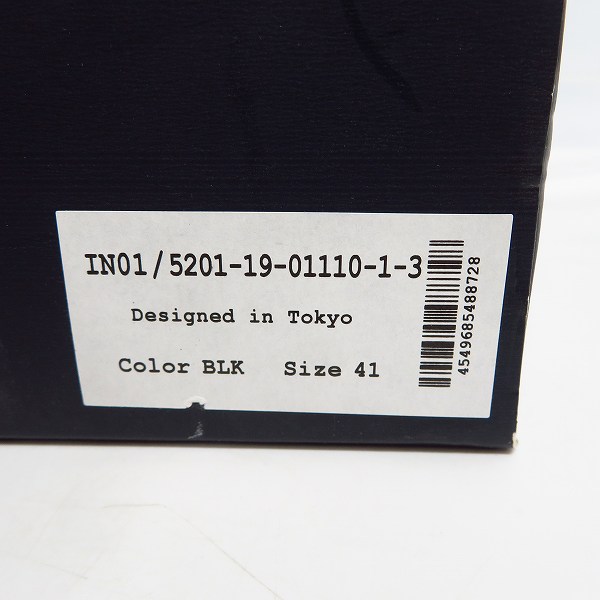 IN01/5201-19-01110-1-3
Designed in Tokyo
Color BLK Size 41
4549685488728